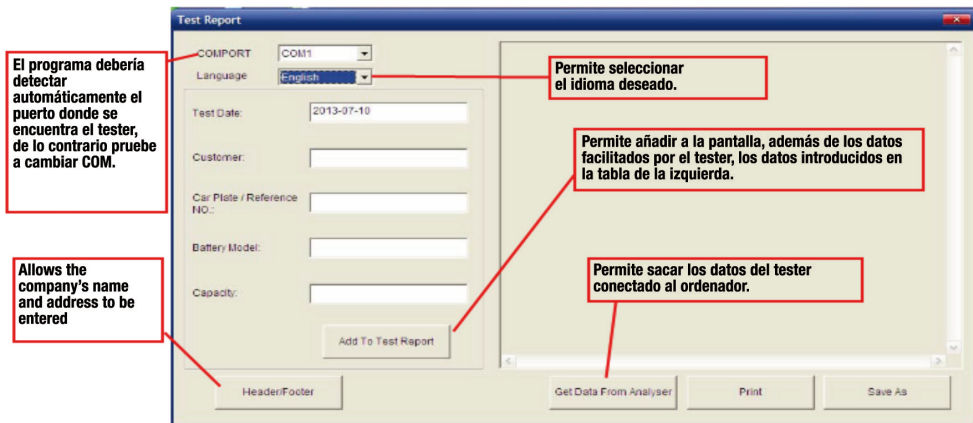 Test Report
El programa debería
detectar
automáticamente el
puerto donde se
encuentra el tester,
de lo contrario pruebe
a cambiar COM.
COMPORT
COM1
Language
English
Permite seleccionar
el idioma deseado.
Test Date:
2013-07-10
Customer:
Permite añadir a la pantalla, además de los datos
facilitados por el tester, los datos introducidos en
la tabla de la izquierda.
Car Plate / Reference
NO.:
Battery Model:
Allows the
company's name
and address to be
entered
Capacity:
Permite sacar los datos del tester
conectado al ordenador.
Add To Test Report
Header/Footer
Get Data From Analyser
Print
Save As